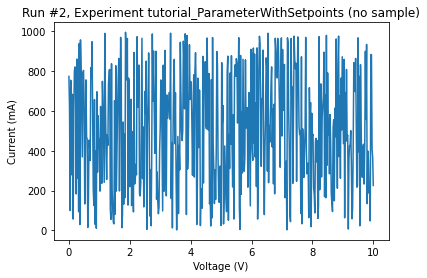 Run #2, Experiment tutorial_ParameterWithSetpoints (no sample)
1000
800
600
400
200
0
Current (mA)
0 2 4 6 8 10
Voltage (V)